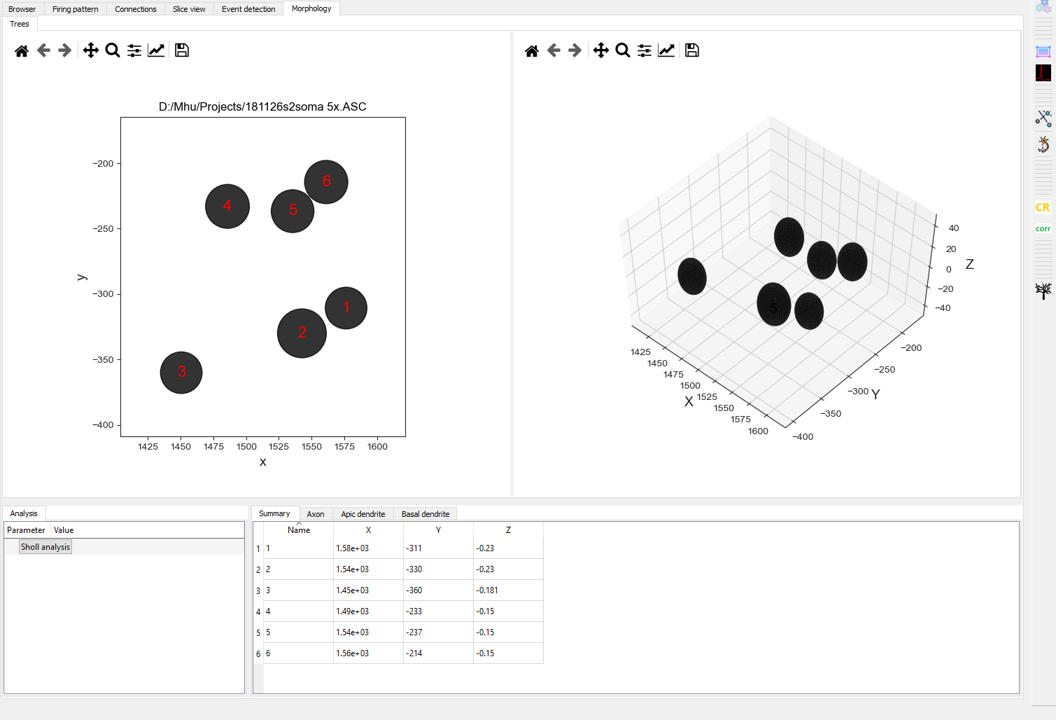 Browser Firing pattern Connections Slice view Event detection Morphology
Trees
D:/Mhu/Projects/181126s2soma 5x.ASC
−200
−250
−300
−350
−400
y
1425 1450 1475 1500 1525 1550 1575 1600
x
6
4
5
1
2
3
40
20
0
−20
−40
Z
5
1425
1450
1475
1500
1525
1550
1575
1600
X
−200
−250
−300
−350
−400
Y
CR
corr
Analysis
Parameter Value
Sholl analysis
Summary Axon Apic dendrite Basal dendrite
Name X Y Z
1 1 1.58e+03 -311 -0.23
2 2 1.54e+03 -330 -0.23
3 3 1.45e+03 -360 -0.181
4 4 1.49e+03 -233 -0.15
5 5 1.54e+03 -237 -0.15
6 6 1.56e+03 -214 -0.15